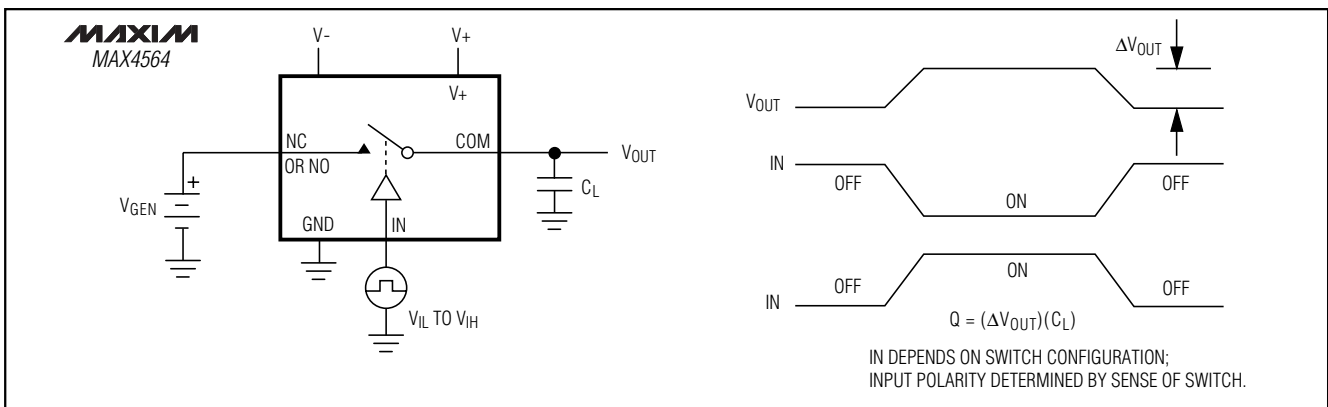 MAXIM
MAX4564
V-
V+
V+
NC
OR NO
COM
VOUT
CL
+
VGEN
GND
IN
VIL TO VIH
ΔVOUT
VOUT
IN
OFF
ON
OFF
IN
OFF
ON
OFF
Q = (ΔVOUT)(CL)
IN DEPENDS ON SWITCH CONFIGURATION;
INPUT POLARITY DETERMINED BY SENSE OF SWITCH.